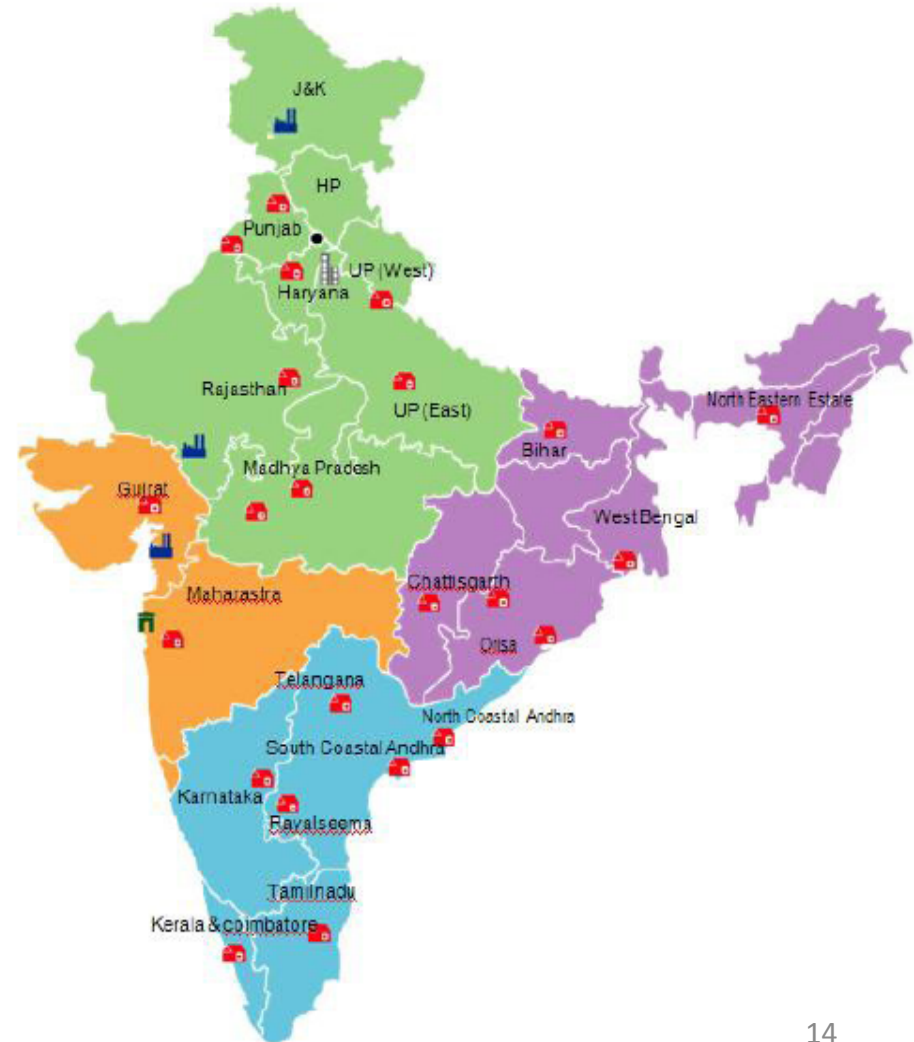 J&K
HP
Punjab
UP (West)
Haryana
Rajasthan
UP (East)
North Eastern Estate
Bihar
Madhya Pradesh
Gujrat
West Bengal
Chattisgarth
Maharastra
Orisa
Telangana
North Coastal Andhra
South Coastal Andhra
Karnataka
Rayalseema
Tamilnadu
Kerala & coimbatore
14